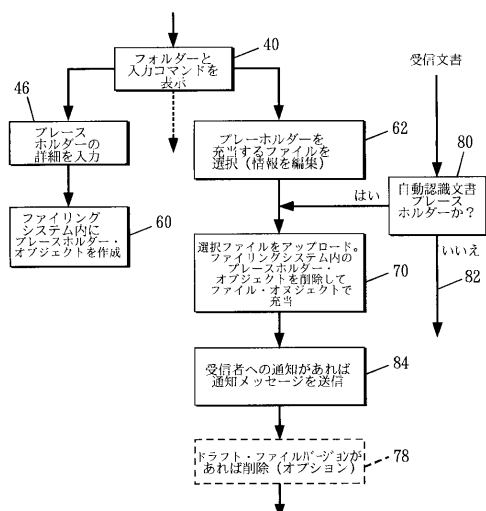 フォルダーと
入力コマンドを
表示
40
受信文書
46
プレース
ホルダーの
詳細を入力
プレーホルダーを
充当するファイルを
選択（情報を編集）
62
80
自動認識文書
プレース
ホルダーか？
はい
いいえ
82
ファイリング
システム内に
プレースホルダー・
オブジェクトを作成
60
選択ファイルをアップロード。
ファイリングシステム内の
プレースホルダー・
オブジェクトを削除して
ファイル・オヌジェクトで
充当
70
受信者への通知があれば
通知メッセージを送信
84
ドラフト・ファイルバージョンが
あれば削除（オプション）
78